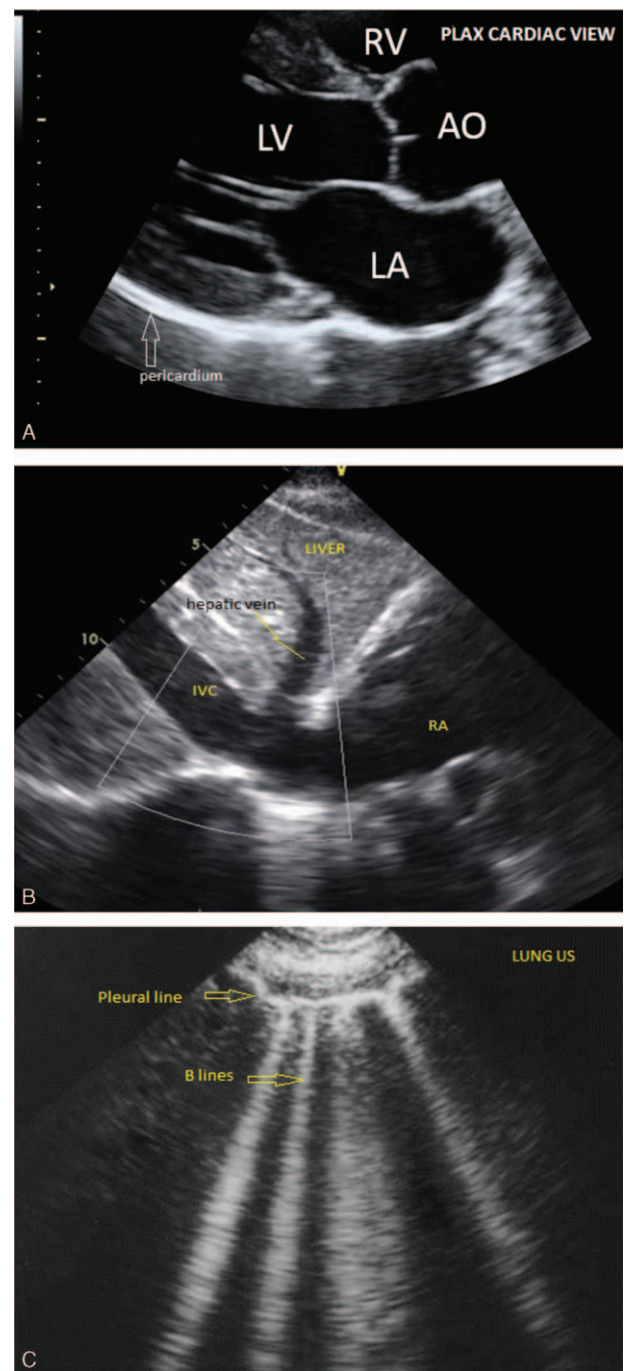 RV
PLAX CARDIAC VIEW
LV
AO
LA
pericardium
A
V
5
LIVER
hepatic vein
10
IVC
RA
B
LUNG US
Pleural line
B lines
C